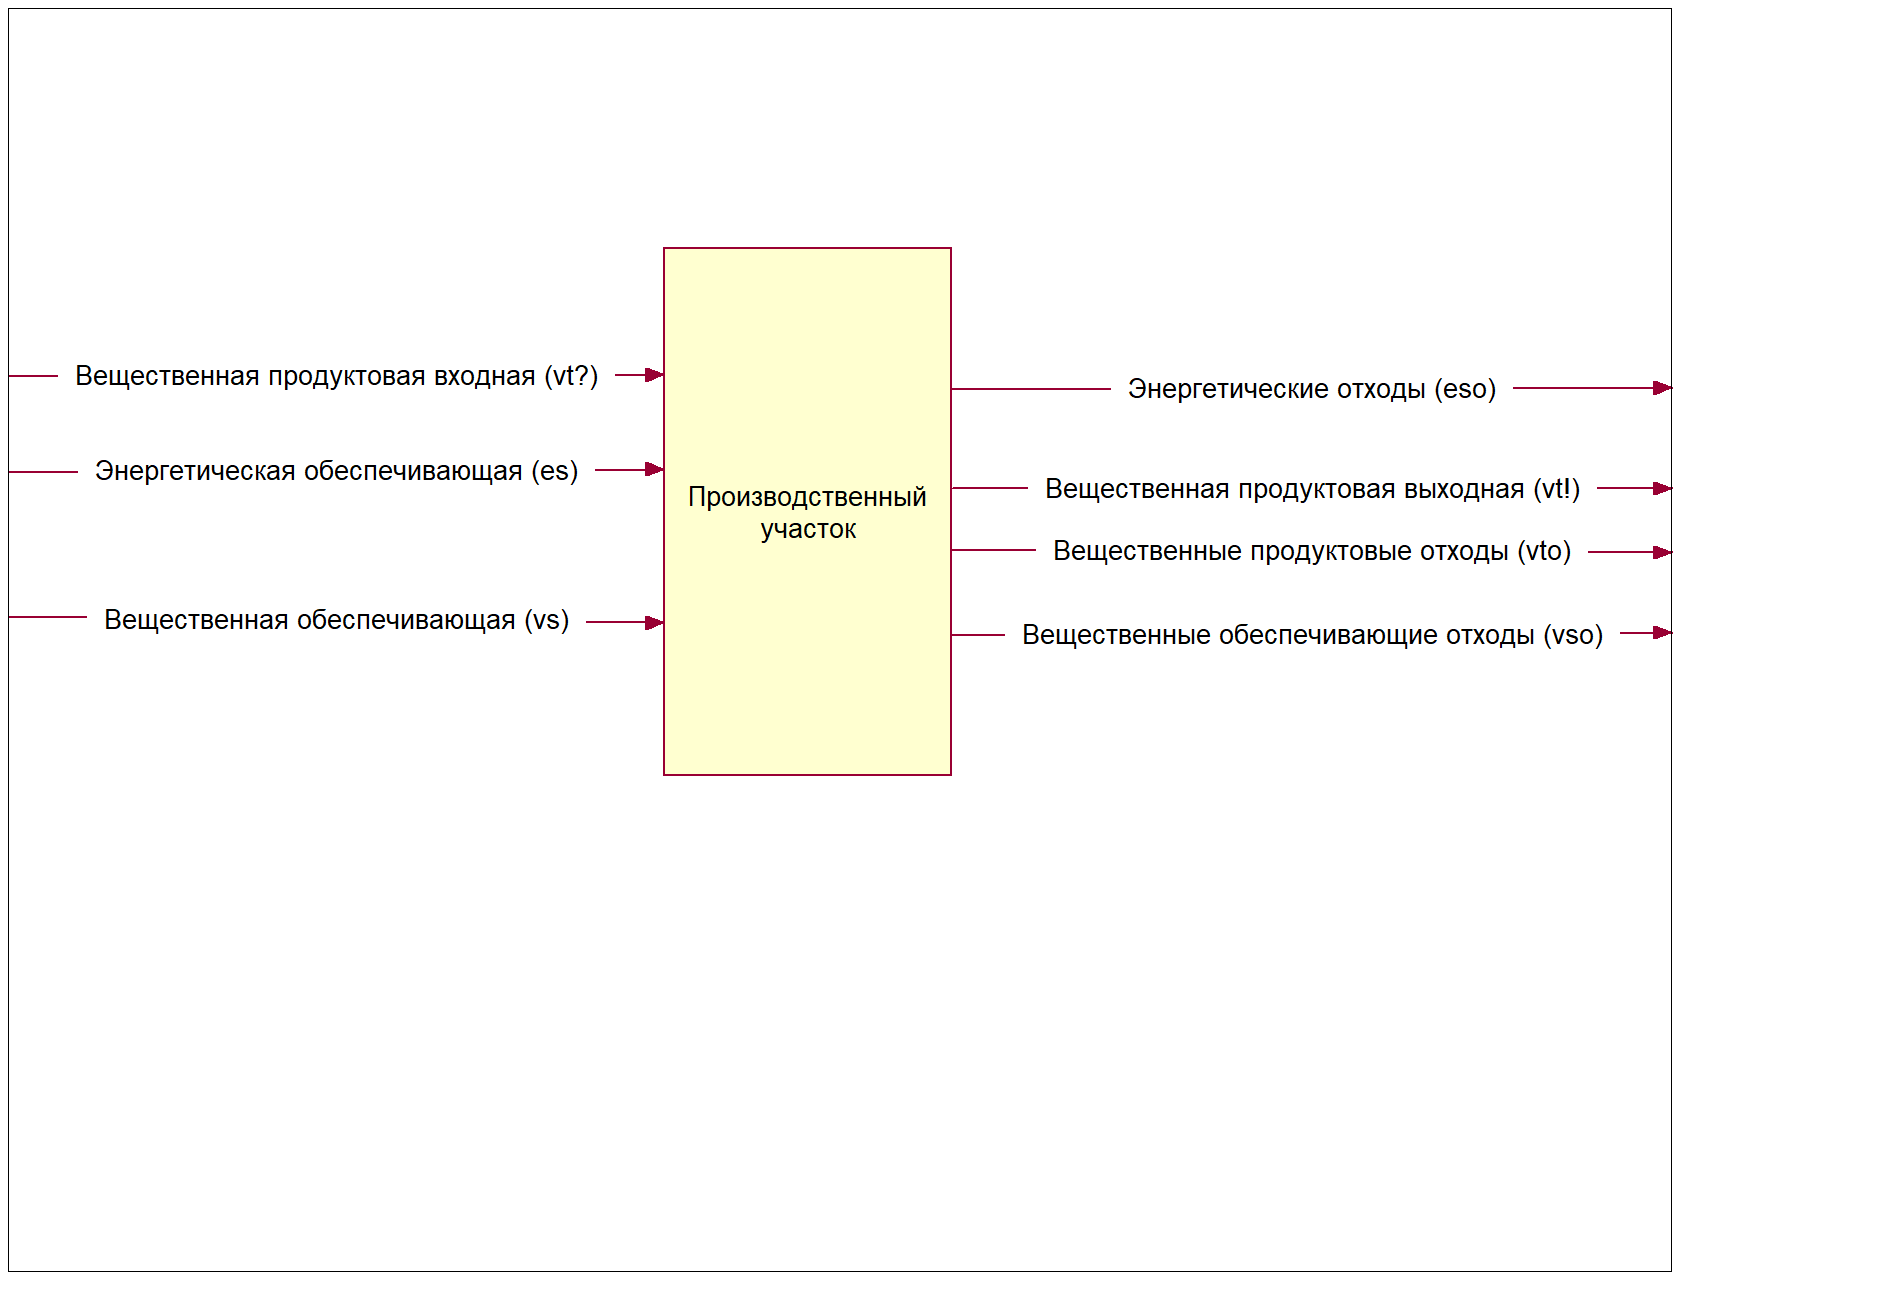 Вещественная продуктовая входная (vt?)
Энергетическая обеспечивающая (es)
Вещественная обеспечивающая (vs)
Производственный
участок
Энергетические отходы (eso)
Вещественная продуктовая выходная (vt!)
Вещественные продуктовые отходы (vto)
Вещественные обеспечивающие отходы (vso)